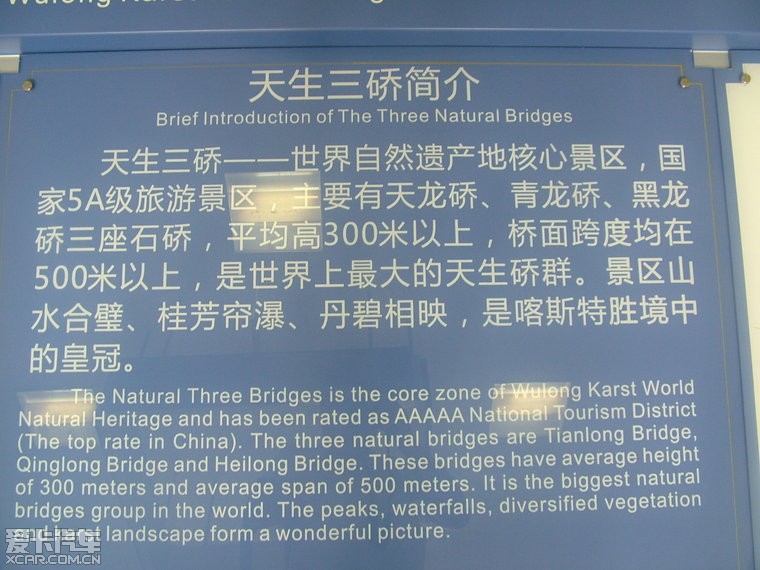 天生三硚简介
Brief Introduction of The Three Natural Bridges
天生三硚——世界自然遗产地核心景区，国
家5A级旅游景区，主要有天龙硚、青龙硚、黑龙
硚三座石硚，平均高300米以上，桥面跨度均在
500米以上，是世界上最大的天生硚群。景区山
水合璧、桂芳帘瀑、丹碧相映，是喀斯特胜境中
的皇冠。
The Natural Three Bridges is the core zone of Wulong Karst World
Natural Heritage and has been rated as AAAAA National Tourism District
(The top rate in China). The three natural bridges are Tianlong Bridge,
Qinglong Bridge and Heilong Bridge. These bridges have average height
of 300 meters and average span of 500 meters. It is the biggest natural
bridges group in the world. The peaks, waterfalls, diversified vegetation
and karst landscape form a wonderful picture.
爱卡汽车
XCAR.COM.CN